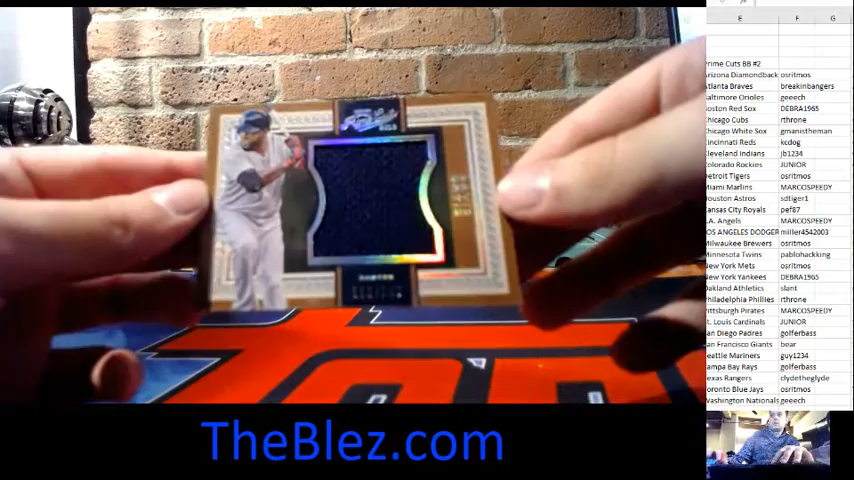 E F G
Prime Cuts BB #2
Arizona Diamondback osritmos
Atlanta Braves breakinbangers
Baltimore Orioles geeech
Boston Red Sox DEBRA1965
Chicago Cubs rthrone
Chicago White Sox gmanistheman
Cincinnati Reds kcdog
Cleveland Indians jb1234
Colorado Rockies JUNIOR
Detroit Tigers osritmos
Miami Marlins MARCOSPEEDY
Houston Astros sdtiger1
Kansas City Royals pef87
L.A. Angels MARCOSPEEDY
LOS ANGELES DODGER miller4542001
Milwaukee Brewers osritmos
Minnesota Twins pablohackking
New York Mets osritmos
New York Yankees DEBRA1965
Oakland Athletics slant
Philadelphia Phillies rthrone
Pittsburgh Pirates MARCOSPEEDY
St. Louis Cardinals JUNIOR
San Diego Padres golferbass
San Francisco Giants bear
Seattle Mariners guy1234
Tampa Bay Rays golferbass
Texas Rangers clydetheglyde
Toronto Blue Jays osritmos
Washington Nationals geeech
TheBlez.com